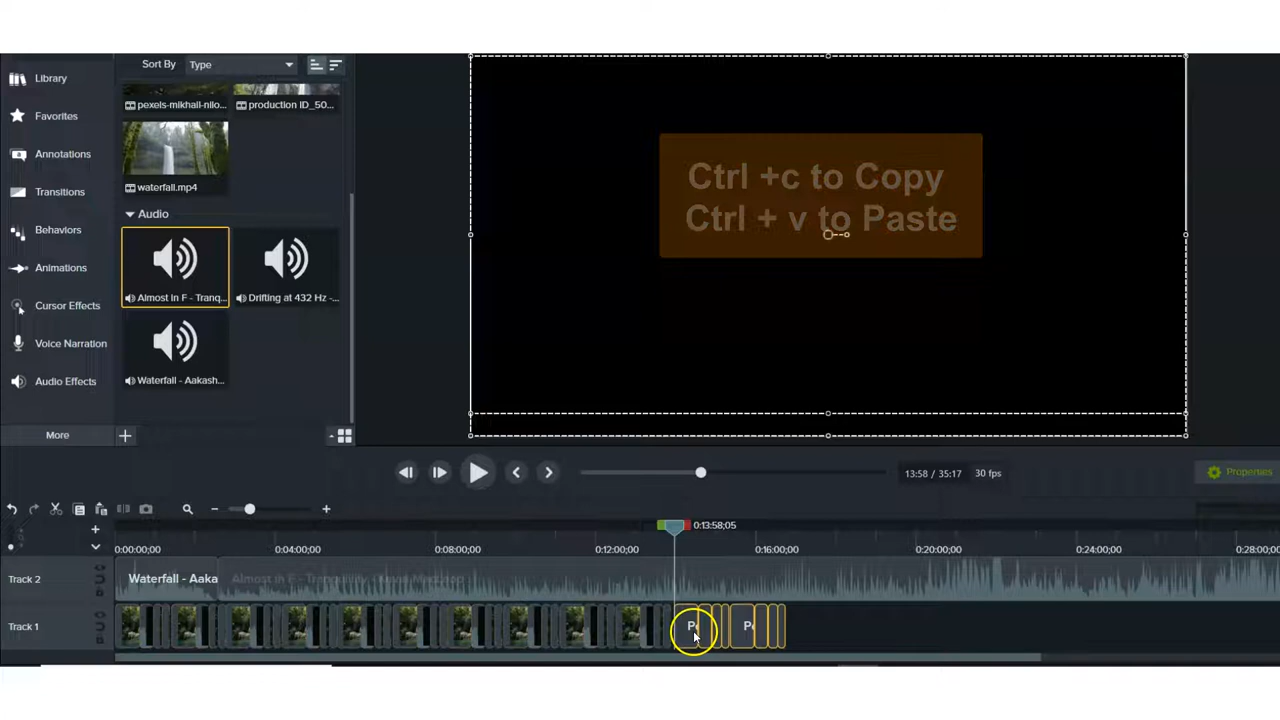 Library
Favorites
Annotations
Transitions
Behaviors
Animations
Cursor Effects
Voice Narration
Audio Effects
More
Sort By Type
pexels-mikhail-nilo...
production ID_50...
waterfall.mp4
Audio
Almost in F - Tranq...
Drifting at 432 Hz -...
Waterfall - Aakash...
Ctrl +c to Copy
Ctrl + v to Paste
13:58 / 35:17
30 fps
Properties
0:13:58;05
0:00:00;00
0:04:00;00
0:08:00;00
0:12:00;00
0:16:00;00
0:20:00;00
0:24:00;00
0:28:00;00
Track 2
Waterfall - Aaka
Almost in F - Tranquillity - Kevin MacLeod.mp3
Track 1